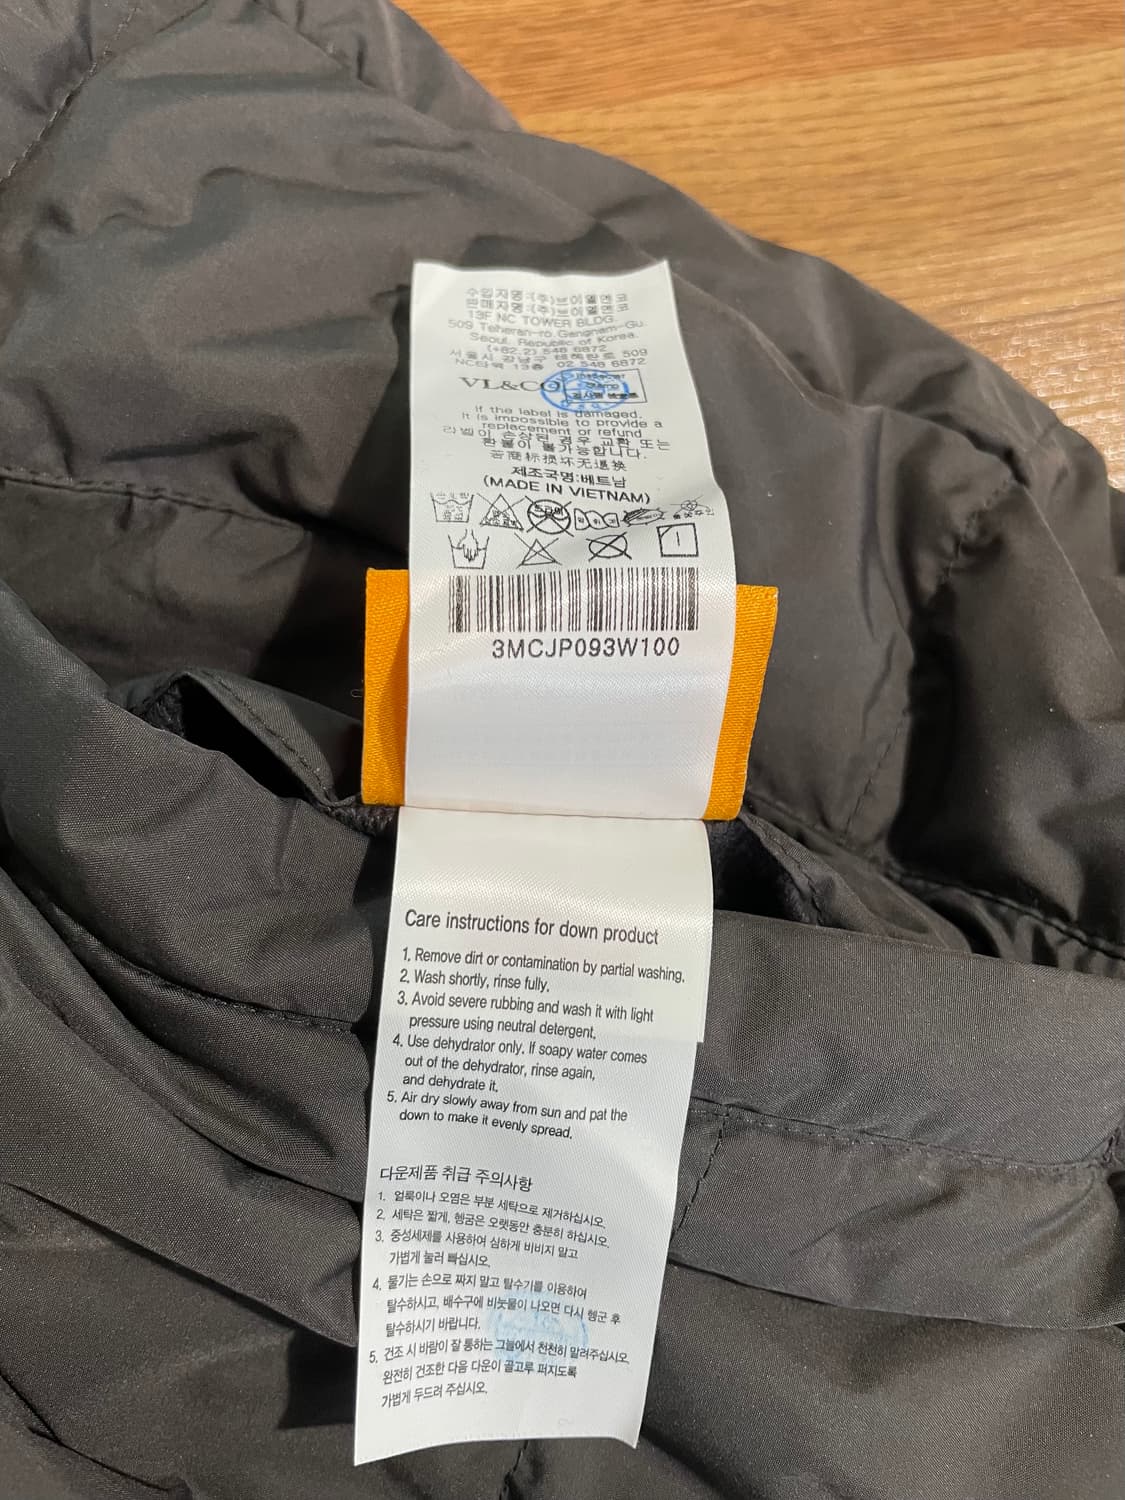 수입자명:(주)브이엘엔코
판매자명:(주)브이엘엔코
13F NC TOWER BLDG.
509 Teheran-ro. Gangnam-Gu.
Seoul. Republic of Korea.
(+82.2) 548 6872
서울시 강남구 테헤란로 509
NC타워 13층 02 548 6872
VL&CO
If the label is damaged.
It is impossible to provide a
replacement or refund
라벨이 손상된 경우 교환 또는
환불이 불가능합니다.
若商标损坏无退换
제조국명:베트남
(MADE IN VIETNAM)
3MCJP093W100
Care instructions for down product
1. Remove dirt or contamination by partial washing.
2. Wash shortly, rinse fully.
3. Avoid severe rubbing and wash it with light
pressure using neutral detergent.
4. Use dehydrator only. If soapy water comes
out of the dehydrator, rinse again,
and dehydrate it.
5. Air dry slowly away from sun and pat the
down to make it evenly spread.
다운제품 취급 주의사항
1. 얼룩이나 오염은 부분 세탁으로 제거하십시오.
2. 세탁은 짧게, 헹굼은 오랫동안 충분히 하십시오.
3. 중성세제를 사용하여 심하게 비비지 말고
가볍게 눌러 빠십시오.
4. 물기는 손으로 짜지 말고 탈수기를 이용하여
탈수하시고, 배수구에 비눗물이 나오면 다시 헹군 후
탈수하시기 바랍니다.
5. 건조 시 바람이 잘 통하는 그늘에서 천천히 말려주십시오.
완전히 건조한 다음 다운이 골고루 퍼지도록
가볍게 두드려 주십시오.